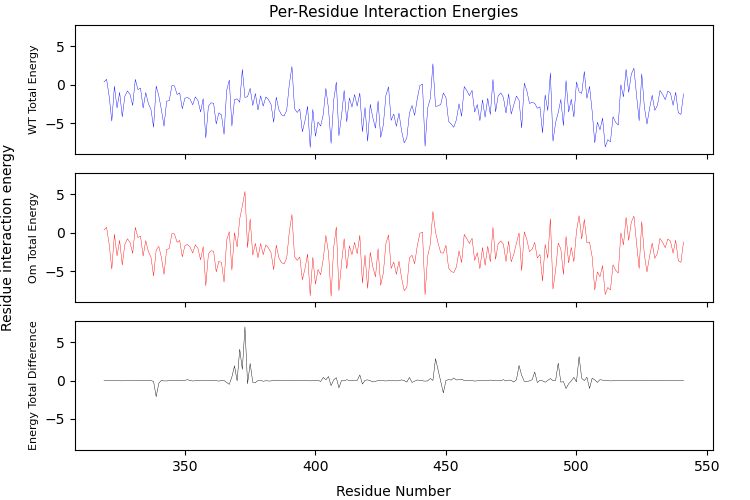 Per-Residue Interaction Energies
Residue interaction energy
WT Total Energy
5
0
−5
Om Total Energy
5
0
−5
Energy Total Difference
5
0
−5
350
400
450
500
550
Residue Number